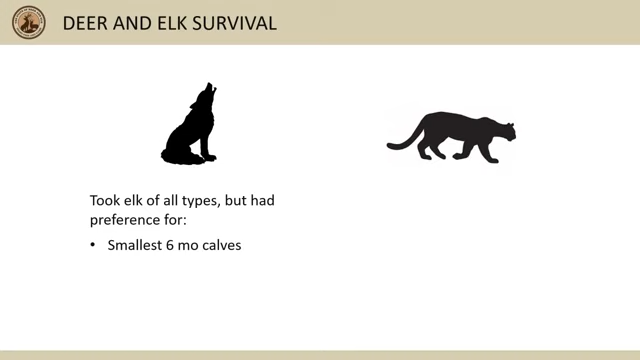 DEER AND ELK SURVIVAL
Took elk of all types, but had
preference for:
• Smallest 6 mo calves